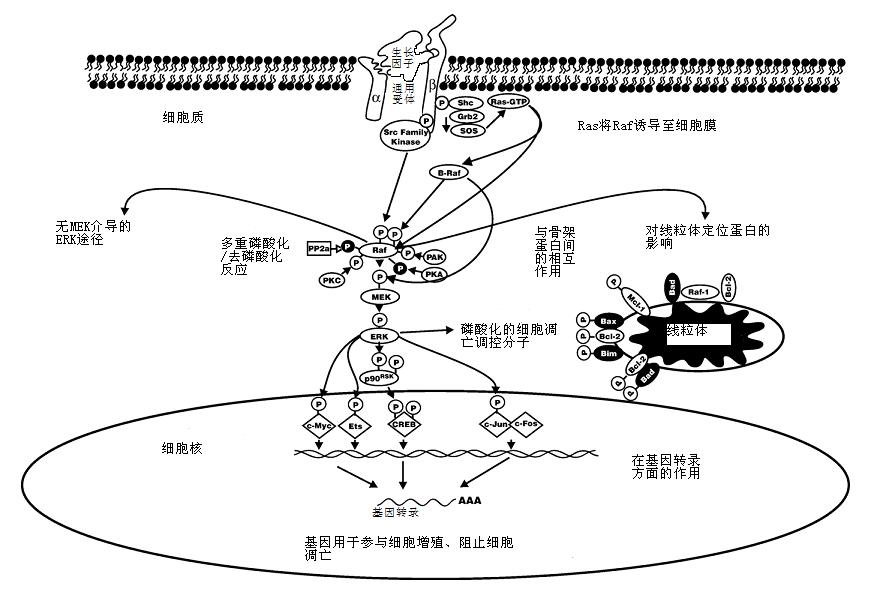 生长
因子
通用
受体
α
β
P
Shc
Grb2
SOS
Ras-GTP
P
Src Family
Kinase
细胞质
Ras将Raf诱导至细胞膜
B-Raf
无MEK介导的
ERK途径
多重磷酸化
/去磷酸化
反应
与骨架
蛋白间
的相互
作用
对线粒体定位蛋白的
影响
P
P
PP2a
P
Raf
P
PAK
P
PKC
P
PKA
P
MEK
P
ERK
磷酸化的细胞凋
亡调控分子
P
P
p90RSK
P
Mcl-1
Bad
Raf-1
Bcl-2
P
Bax
P
Bcl-2
P
Bim
线粒体
Bcl-2
P
Bad
P
P
P
P
P
P
c-Myc
Ets
CREB
c-Jun
c-Fos
细胞核
在基因转录
方面的作用
AAA
基因转录
基因用于参与细胞增殖、阻止细胞
凋亡